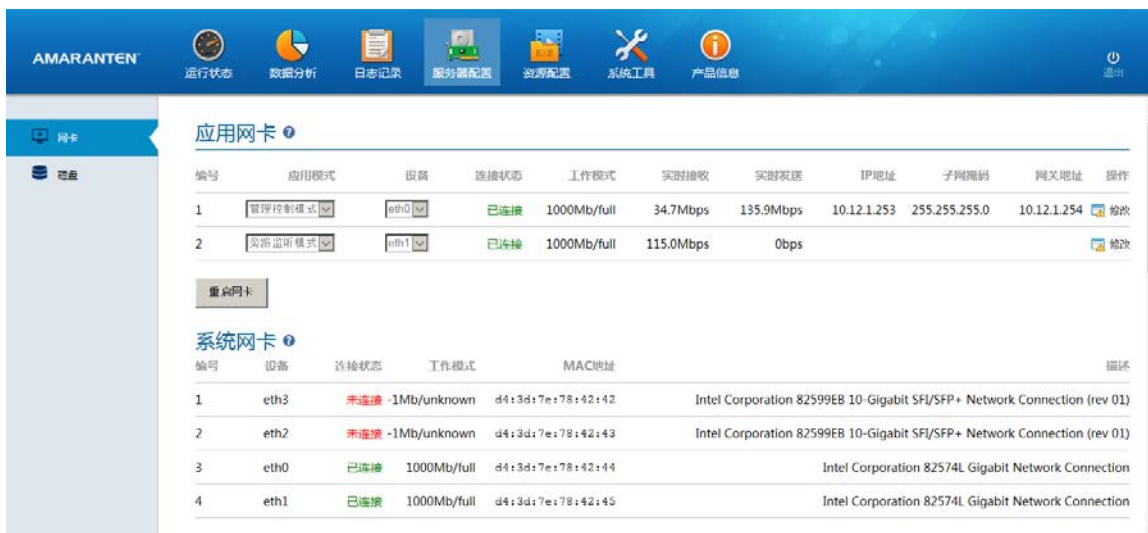 AMARANTEN
运行状态 数据分析 日志记录 服务器配置 资源配置 系统工具 产品信息 退出
网卡
磁盘
应用网卡
编号 应用模式 设备 连接状态 工作模式 实时接收 实时发送 IP地址 子网掩码 网关地址 操作
1 管理控制模式 eth0 已连接 1000Mb/full 34.7Mbps 135.9Mbps 10.12.1.253 255.255.255.0 10.12.1.254 修改
2 旁路监听模式 eth1 已连接 1000Mb/full 115.0Mbps 0bps 修改
重启网卡
系统网卡
编号 设备 连接状态 工作模式 MAC地址 描述
1 eth3 未连接 -1Mb/unknown d4:3d:7e:78:42:42 Intel Corporation 82599EB 10-Gigabit SFI/SFP+ Network Connection (rev 01)
2 eth2 未连接 -1Mb/unknown d4:3d:7e:78:42:43 Intel Corporation 82599EB 10-Gigabit SFI/SFP+ Network Connection (rev 01)
3 eth0 已连接 1000Mb/full d4:3d:7e:78:42:44 Intel Corporation 82574L Gigabit Network Connection
4 eth1 已连接 1000Mb/full d4:3d:7e:78:42:45 Intel Corporation 82574L Gigabit Network Connection